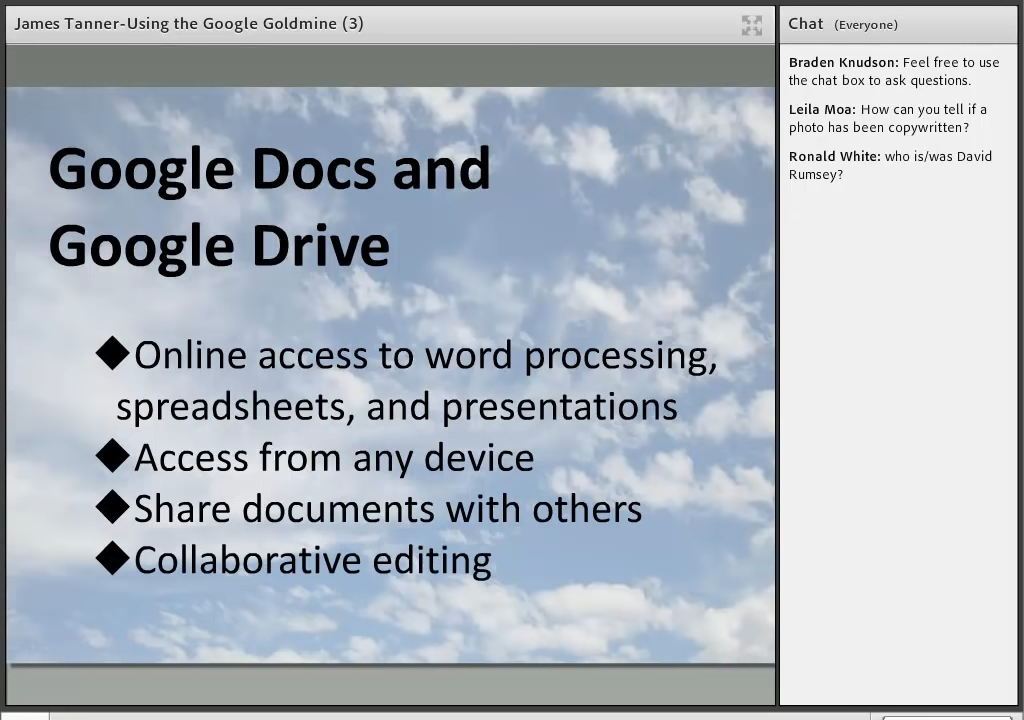 James Tanner-Using the Google Goldmine (3)
Google Docs and
Google Drive
◆Online access to word processing,
spreadsheets, and presentations
◆Access from any device
◆Share documents with others
◆Collaborative editing
Chat (Everyone)
Braden Knudson: Feel free to use
the chat box to ask questions.
Leila Moa: How can you tell if a
photo has been copywritten?
Ronald White: who is/was David
Rumsey?